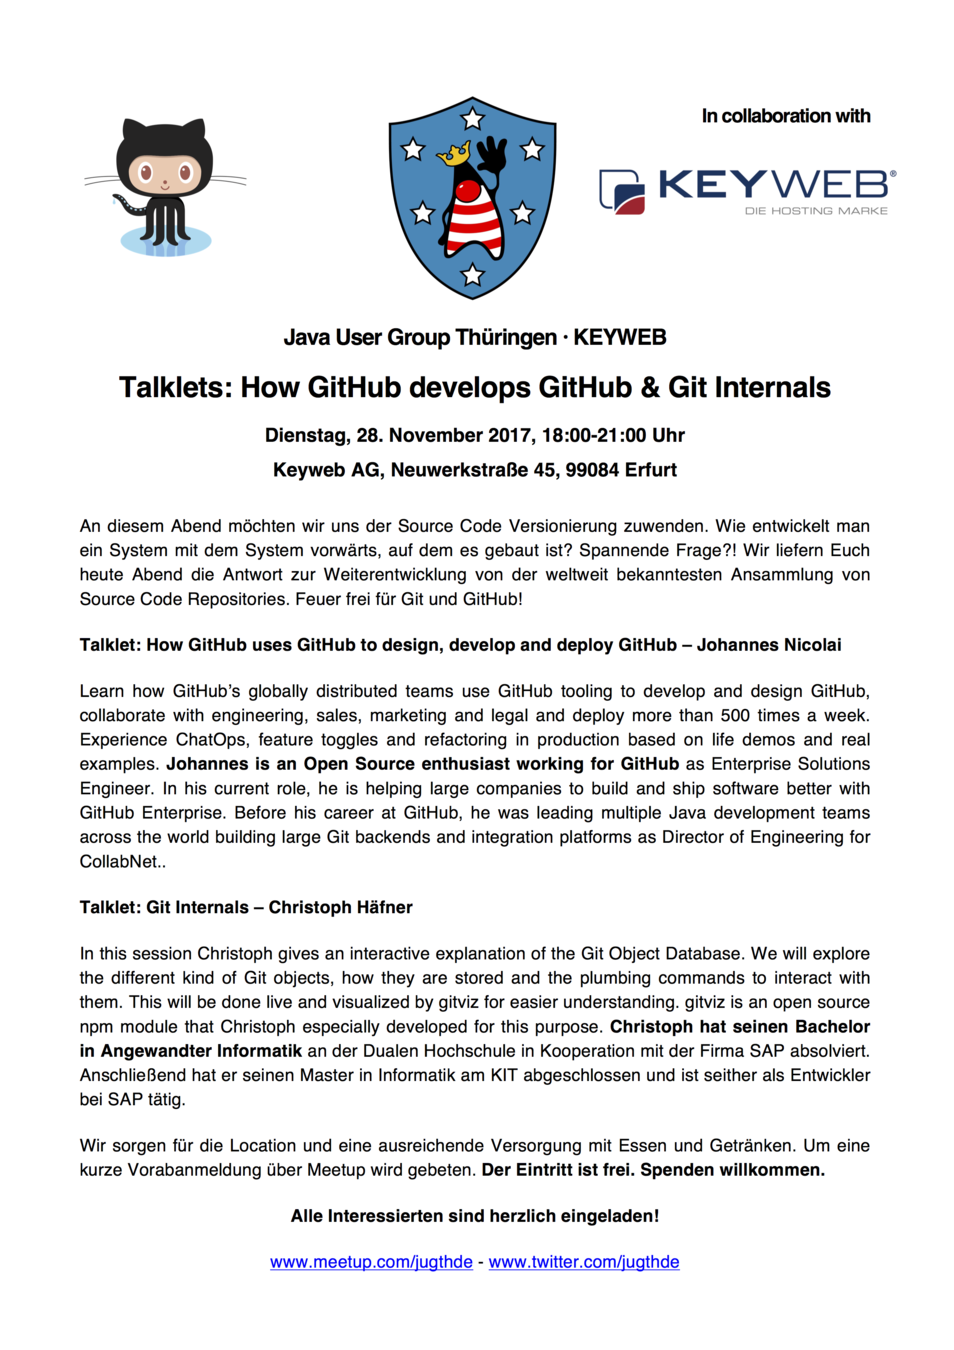 In collaboration with
KEYWEB®
DIE HOSTING MARKE
Java User Group Thüringen · KEYWEB
Talklets: How GitHub develops GitHub & Git Internals
Dienstag, 28. November 2017, 18:00-21:00 Uhr
Keyweb AG, Neuwerkstraße 45, 99084 Erfurt
An diesem Abend möchten wir uns der Source Code Versionierung zuwenden. Wie entwickelt man
ein System mit dem System vorwärts, auf dem es gebaut ist? Spannende Frage?! Wir liefern Euch
heute Abend die Antwort zur Weiterentwicklung von der weltweit bekanntesten Ansammlung von
Source Code Repositories. Feuer frei für Git und GitHub!
Talklet: How GitHub uses GitHub to design, develop and deploy GitHub – Johannes Nicolai
Learn how GitHub’s globally distributed teams use GitHub tooling to develop and design GitHub,
collaborate with engineering, sales, marketing and legal and deploy more than 500 times a week.
Experience ChatOps, feature toggles and refactoring in production based on life demos and real
examples. Johannes is an Open Source enthusiast working for GitHub as Enterprise Solutions
Engineer. In his current role, he is helping large companies to build and ship software better with
GitHub Enterprise. Before his career at GitHub, he was leading multiple Java development teams
across the world building large Git backends and integration platforms as Director of Engineering for
CollabNet..
Talklet: Git Internals – Christoph Häfner
In this session Christoph gives an interactive explanation of the Git Object Database. We will explore
the different kind of Git objects, how they are stored and the plumbing commands to interact with
them. This will be done live and visualized by gitviz for easier understanding. gitviz is an open source
npm module that Christoph especially developed for this purpose. Christoph hat seinen Bachelor
in Angewandter Informatik an der Dualen Hochschule in Kooperation mit der Firma SAP absolviert.
Anschließend hat er seinen Master in Informatik am KIT abgeschlossen und ist seither als Entwickler
bei SAP tätig.
Wir sorgen für die Location und eine ausreichende Versorgung mit Essen und Getränken. Um eine
kurze Vorabanmeldung über Meetup wird gebeten. Der Eintritt ist frei. Spenden willkommen.
Alle Interessierten sind herzlich eingeladen!
www.meetup.com/jugthde - www.twitter.com/jugthde